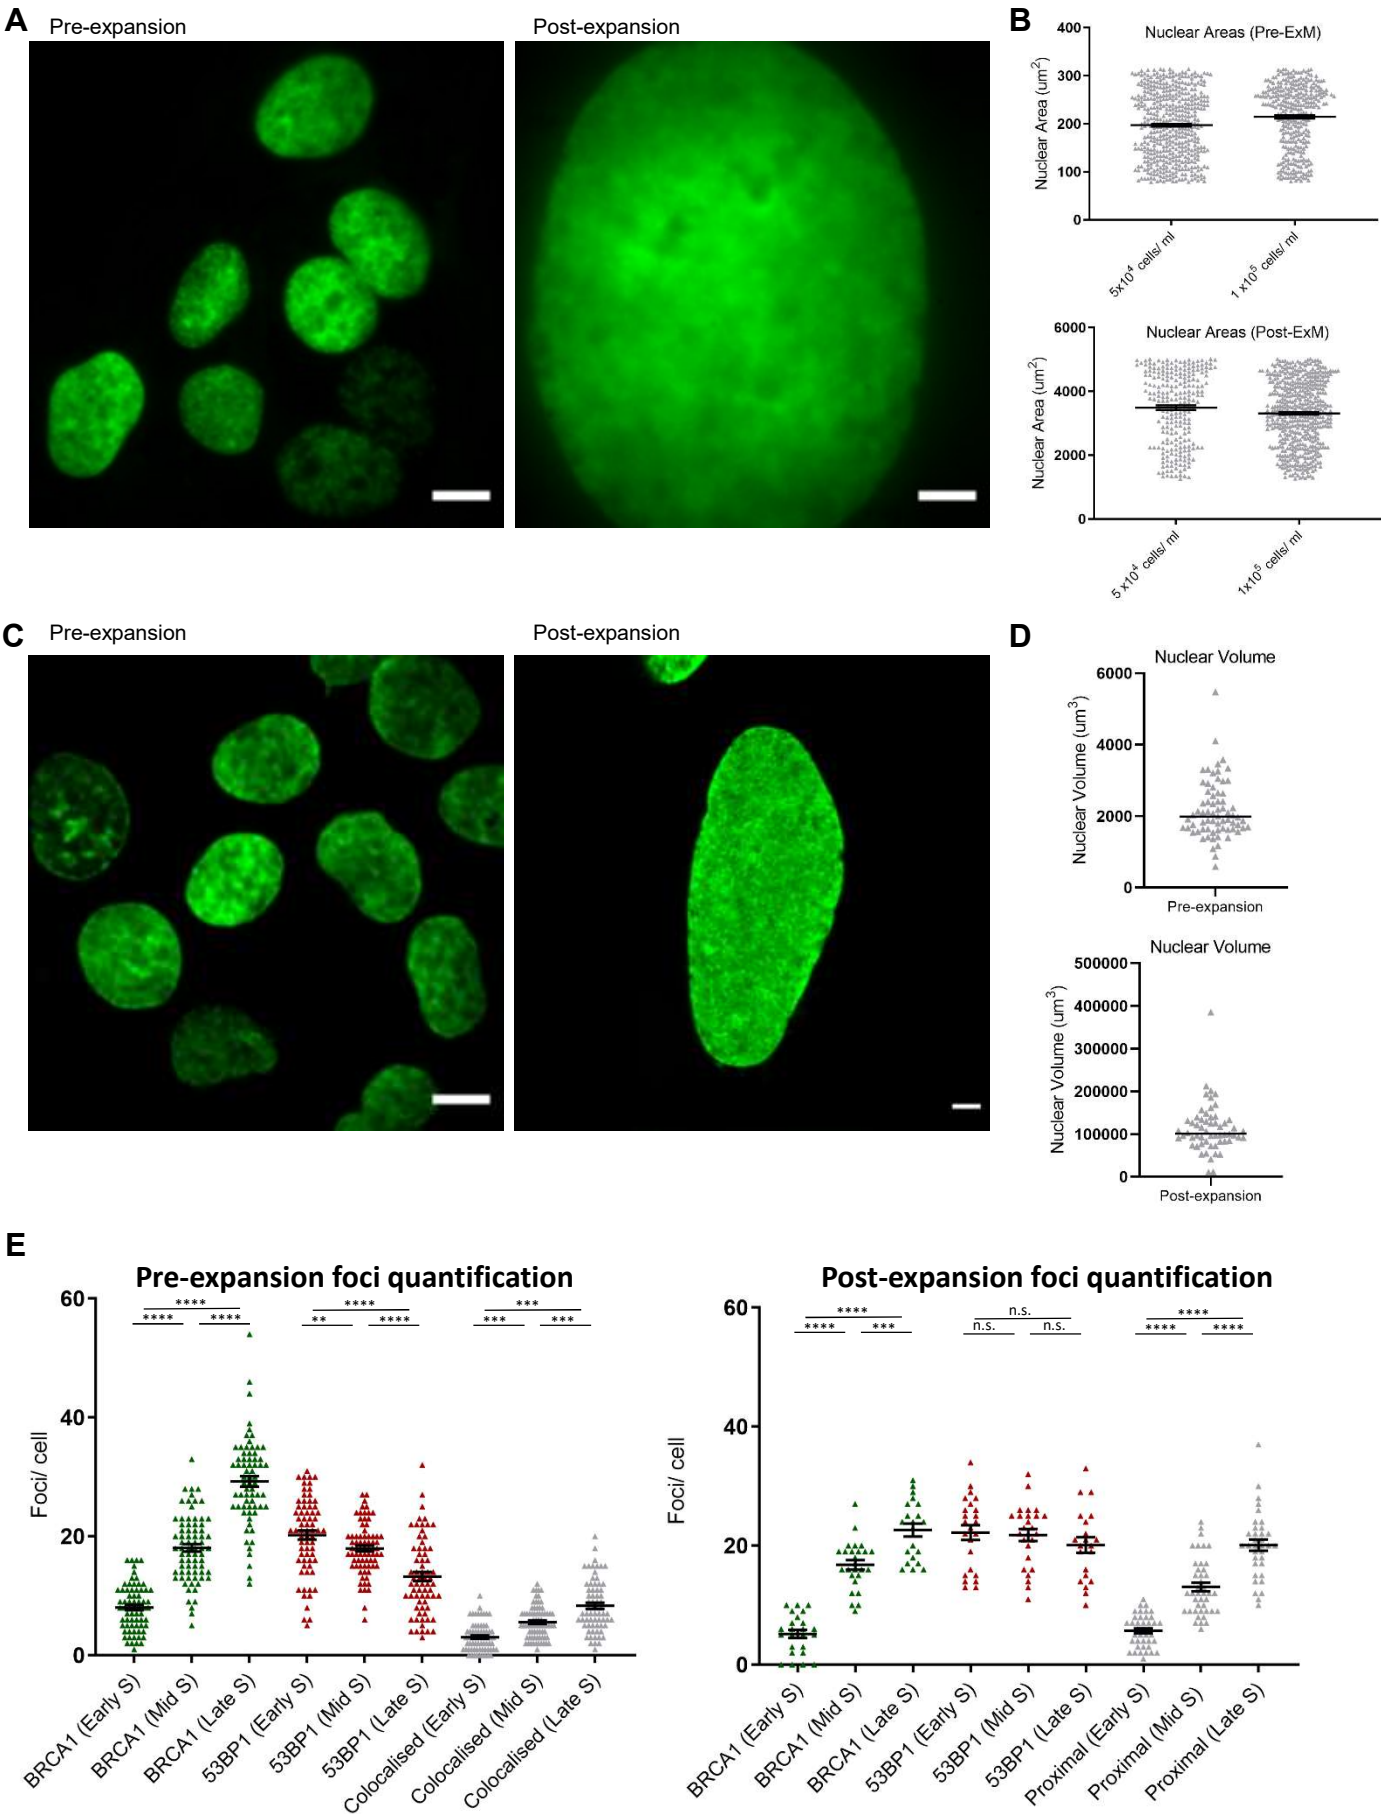 A
Pre-expansion
Post-expansion
B
Nuclear Areas (Pre-ExM)
Nuclear Area (um²)
400
300
200
100
0
5x10⁴ cells/ ml
1 x10⁵ cells/ ml
Nuclear Areas (Post-ExM)
Nuclear Area (um²)
6000
4000
2000
0
5 x10⁴ cells/ ml
1x10⁵ cells/ ml
C
Pre-expansion
Post-expansion
D
Nuclear Volume
Nuclear Volume (um³)
6000
4000
2000
0
Pre-expansion
Nuclear Volume
Nuclear Volume (um³)
500000
400000
300000
200000
100000
0
Post-expansion
E
Pre-expansion foci quantification
Foci/ cell
60
40
20
0
****
**** ****
****
** ****
***
*** ***
BRCA1 (Early S)
BRCA1 (Mid S)
BRCA1 (Late S)
53BP1 (Early S)
53BP1 (Mid S)
53BP1 (Late S)
Colocalised (Early S)
Colocalised (Mid S)
Colocalised (Late S)
Post-expansion foci quantification
Foci/ cell
60
40
20
0
****
**** ***
n.s.
n.s. n.s.
****
**** ****
BRCA1 (Early S)
BRCA1 (Mid S)
BRCA1 (Late S)
53BP1 (Early S)
53BP1 (Mid S)
53BP1 (Late S)
Proximal (Early S)
Proximal (Mid S)
Proximal (Late S)